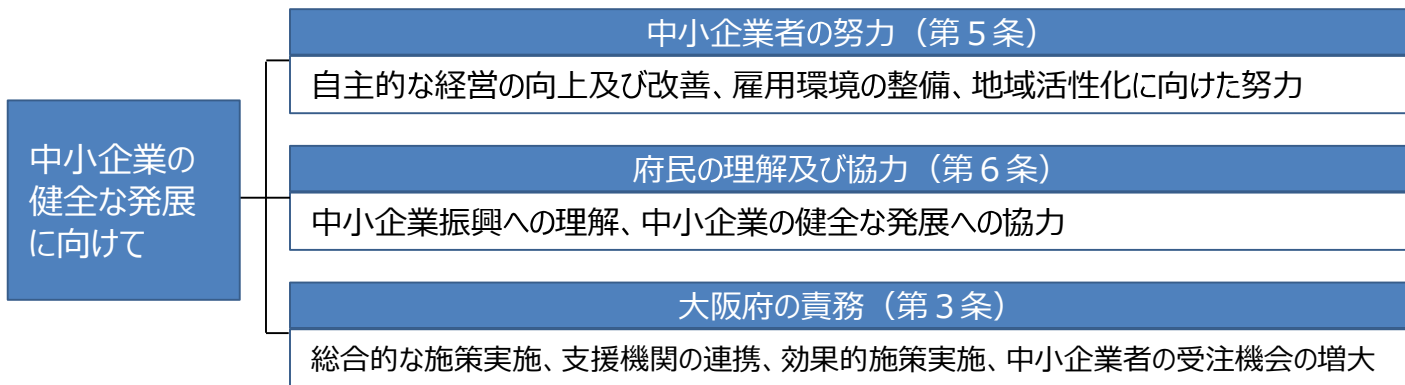 中小企業の
健全な発展
に向けて
中小企業者の努力（第５条）
自主的な経営の向上及び改善、雇用環境の整備、地域活性化に向けた努力
府民の理解及び協力（第６条）
中小企業振興への理解、中小企業の健全な発展への協力
大阪府の責務（第３条）
総合的な施策実施、支援機関の連携、効果的施策実施、中小企業者の受注機会の増大